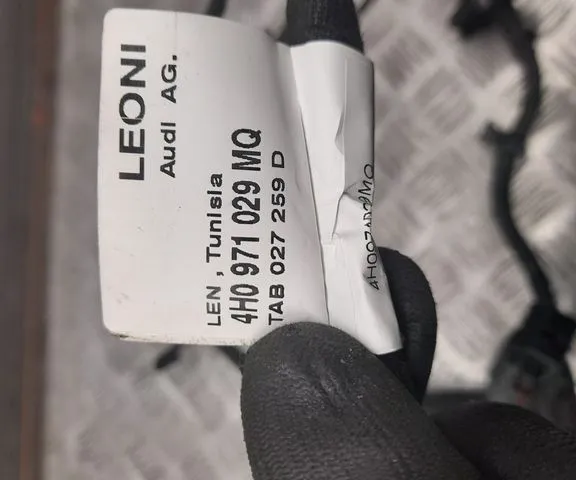 LEONI
Audi AG.
LEN , Tunisia
4H0 971 029 MQ
TAB 027 259 D